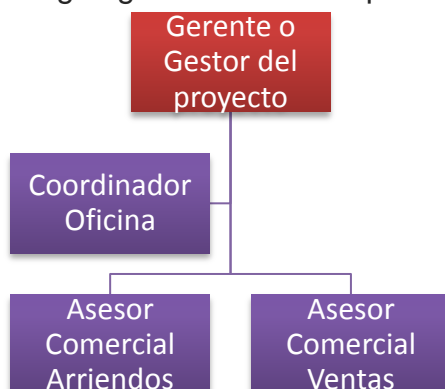 Gerente o
Gestor del
proyecto
Coordinador
Oficina
Asesor
Comercial
Arriendos
Asesor
Comercial
Ventas